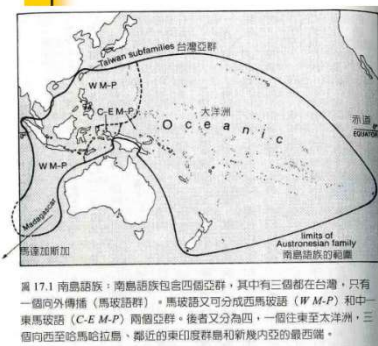 Taiwan subfamilies 台灣亞群
W M-P
C-E M-P
大洋洲
Oceanic
赤道
EQUATOR
W M-P
Madagascar
馬達加斯加
limits of
Austronesian family
南島語族的範圍
圖 17.1 南島語族：南島語族包含四個亞群，其中有三個都在台灣，只有
一個向外傳播（馬玻語群）。馬玻語又可分成西馬玻語（W M-P）和中—
東馬玻語（C-E M-P）兩個亞群。後者又分為四，一個往東至太洋洲，三
個向西至哈馬哈拉島、鄰近的東印度群島和新幾內亞的最西端。